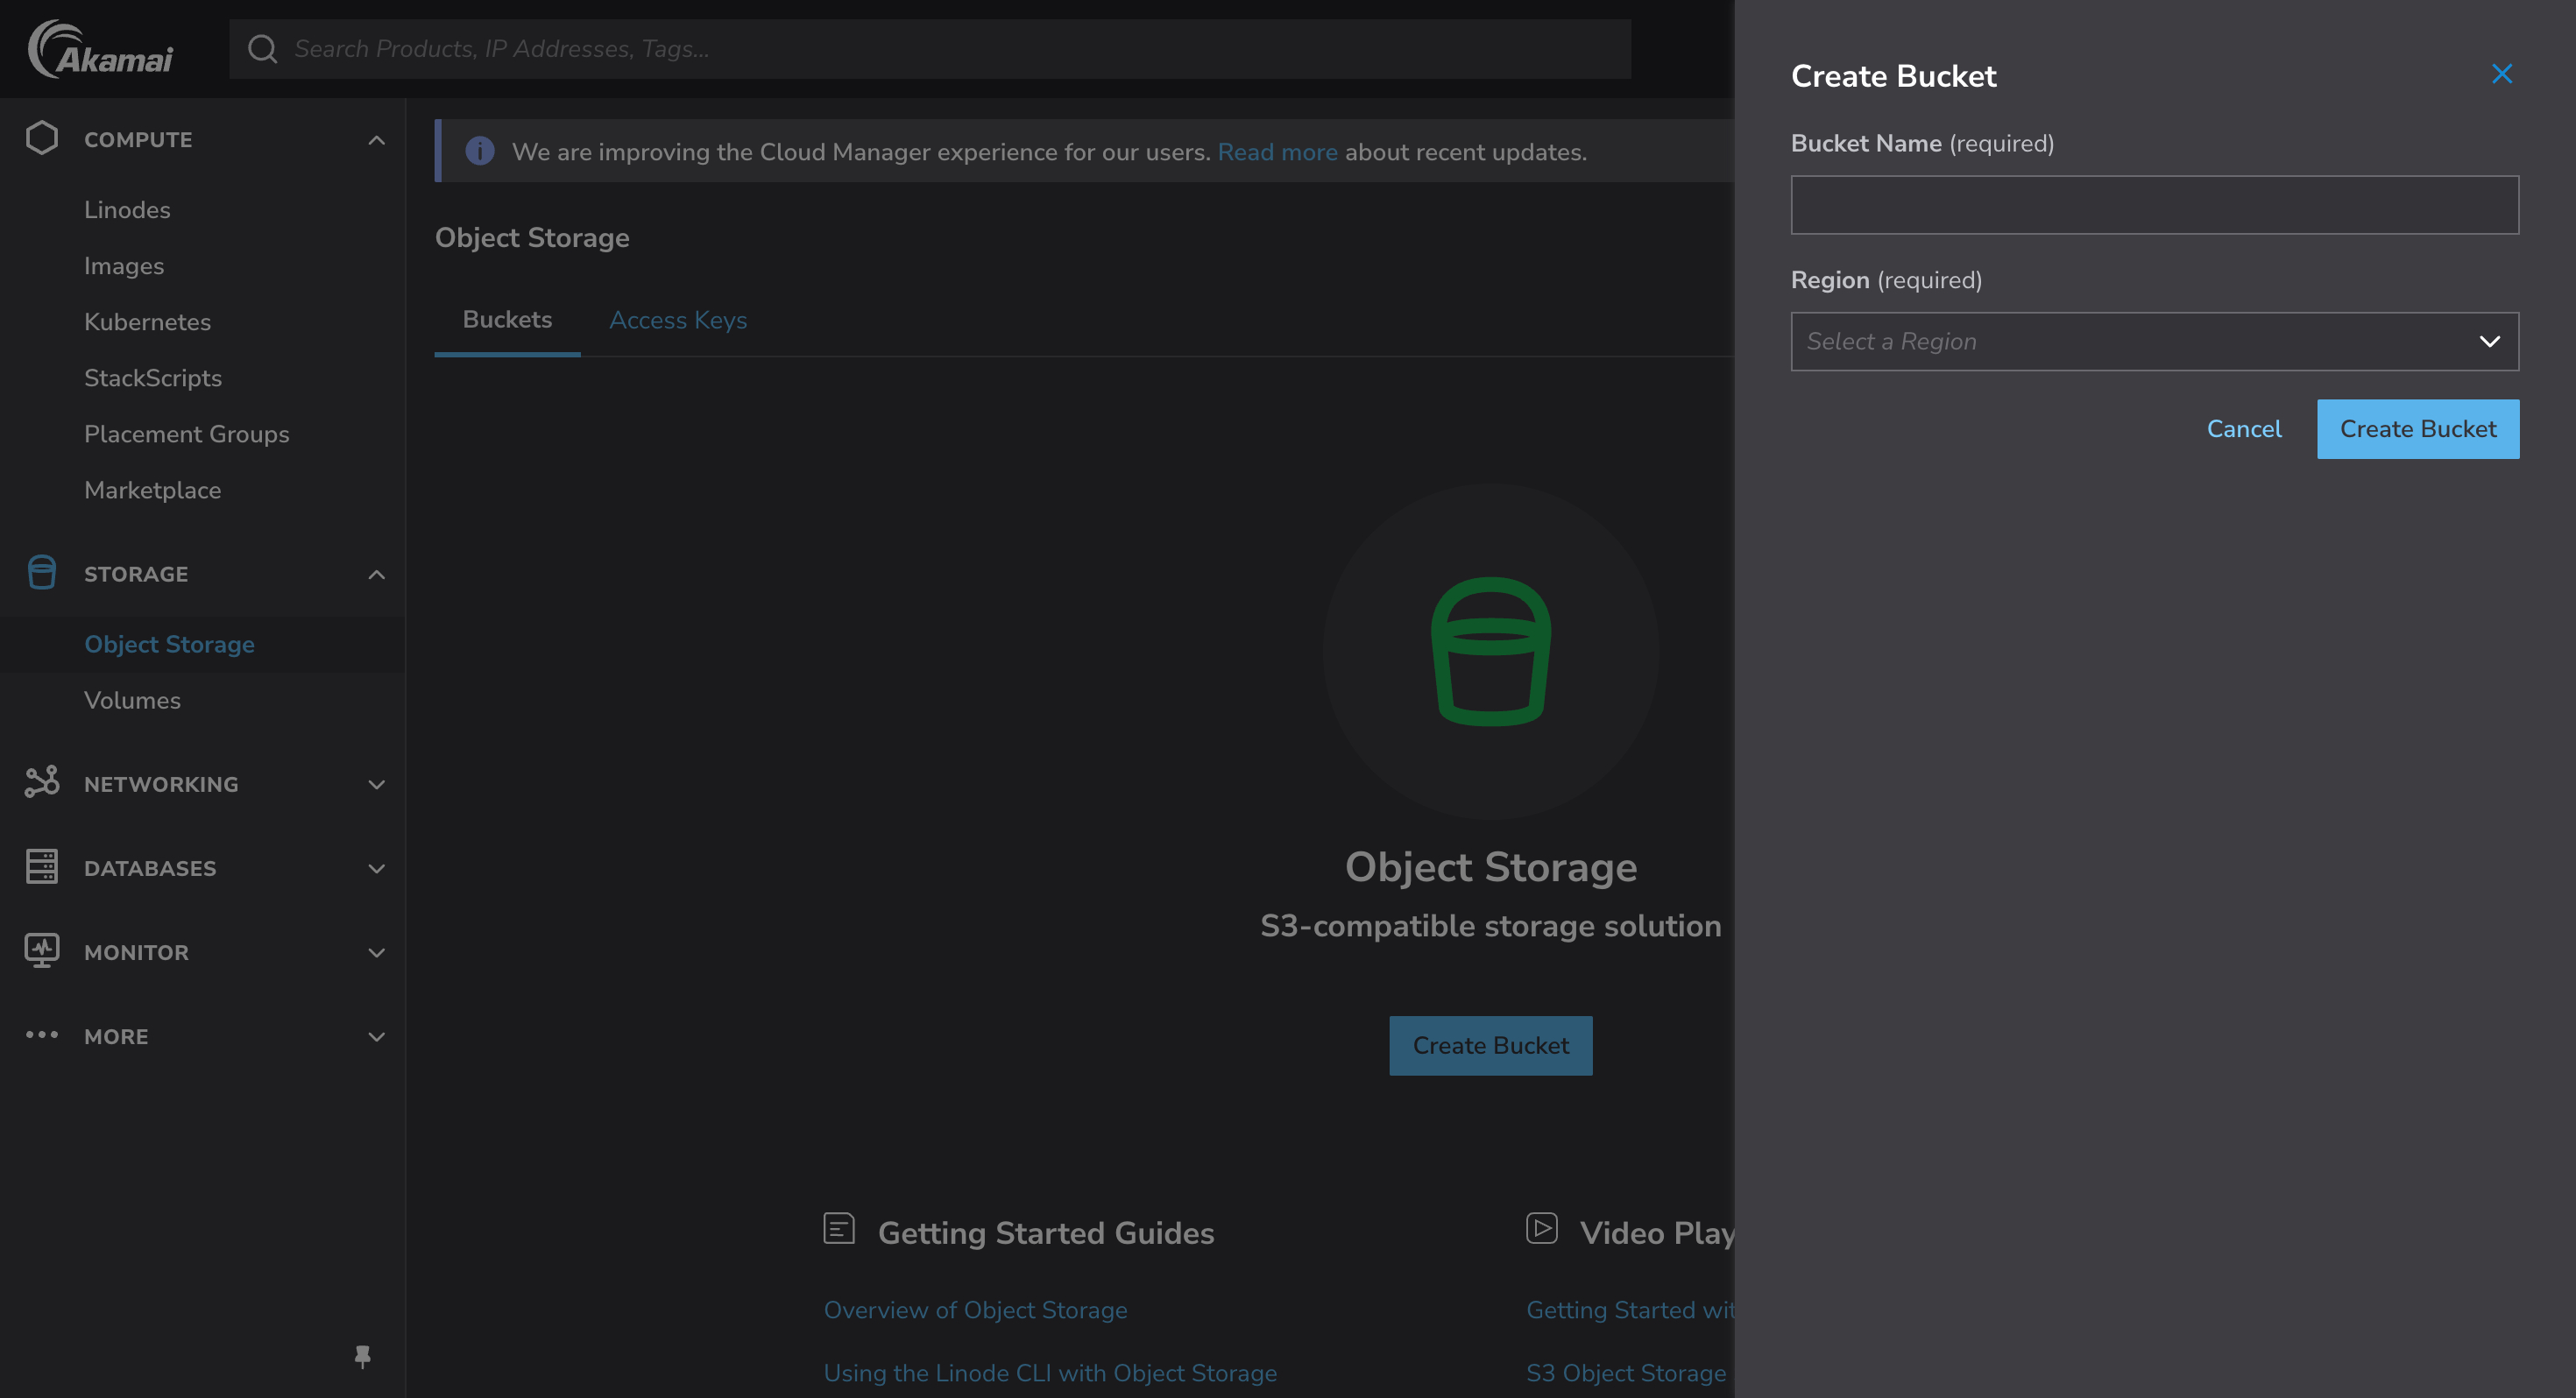 Akamai
Search Products, IP Addresses, Tags...
COMPUTE
Linodes
Images
Kubernetes
StackScripts
Placement Groups
Marketplace
STORAGE
Object Storage
Volumes
NETWORKING
DATABASES
MONITOR
MORE
We are improving the Cloud Manager experience for our users. Read more about recent updates.
Object Storage
Buckets
Access Keys
Object Storage
S3-compatible storage solution
Create Bucket
Getting Started Guides
Overview of Object Storage
Using the Linode CLI with Object Storage
Video Play
Getting Started wit
S3 Object Storage
Create Bucket
Bucket Name (required)
Region (required)
Select a Region
Cancel
Create Bucket